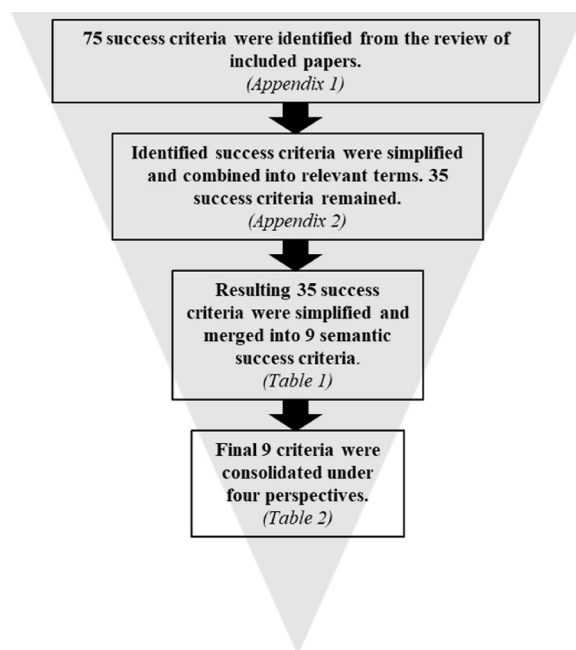 75 success criteria were identified from the review of
included papers.
(Appendix 1)
Identified success criteria were simplified
and combined into relevant terms. 35
success criteria remained.
(Appendix 2)
Resulting 35 success
criteria were simplified and
merged into 9 semantic
success criteria.
(Table 1)
Final 9 criteria were
consolidated under
four perspectives.
(Table 2)